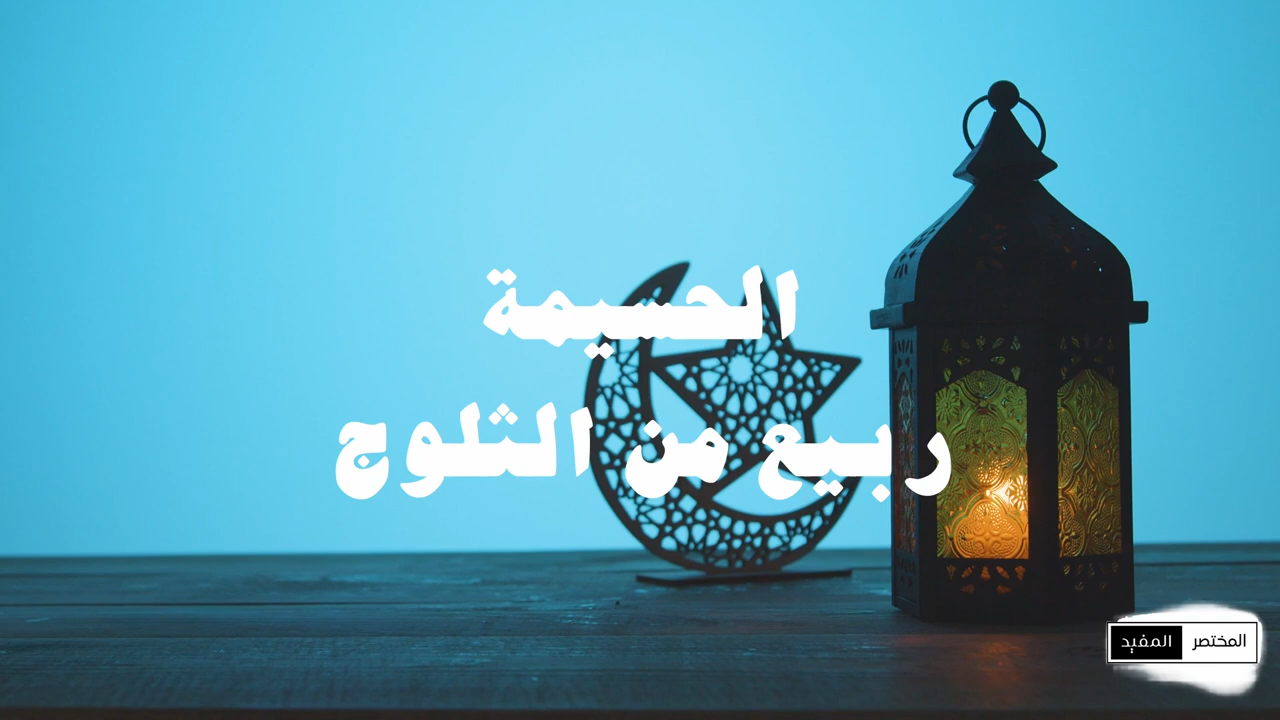 الحسيمة
ربيع من الثلوج
المختصر المفيد